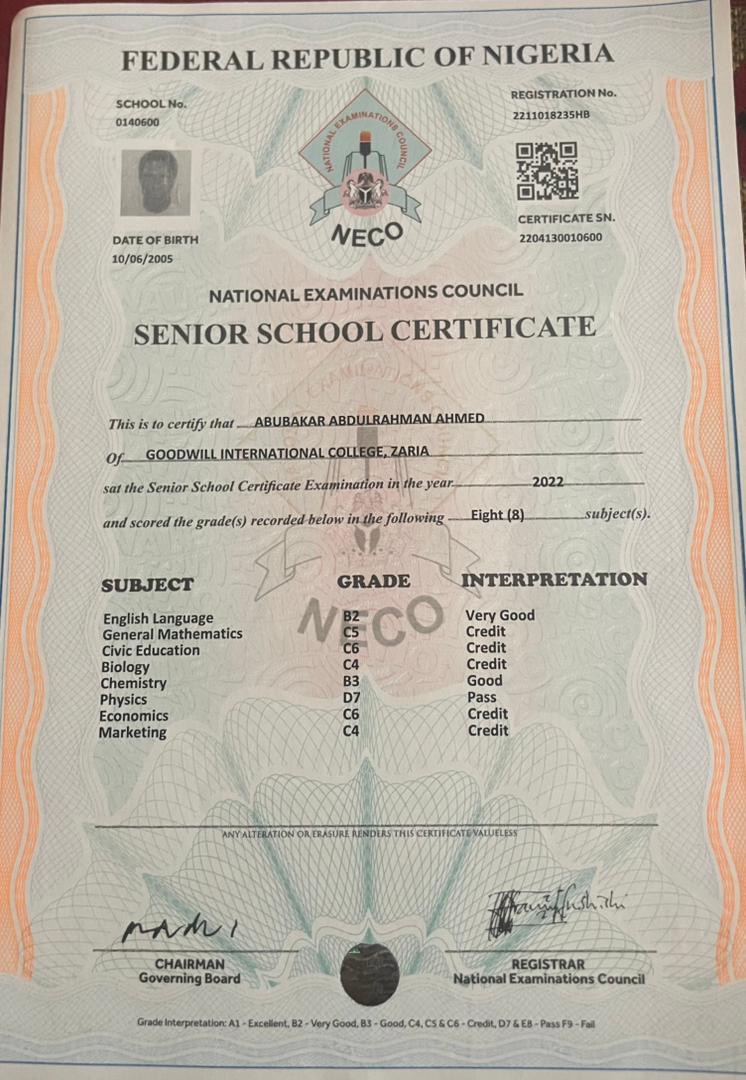 FEDERAL REPUBLIC OF NIGERIA
SCHOOL No.
0140600
REGISTRATION No.
2211018235HB
NATIONAL EXAMINATIONS COUNCIL
NECO
DATE OF BIRTH
10/06/2005
CERTIFICATE SN.
2204130010600
NATIONAL EXAMINATIONS COUNCIL
SENIOR SCHOOL CERTIFICATE
This is to certify that ABUBAKAR ABDULRAHMAN AHMED
Of GOODWILL INTERNATIONAL COLLEGE, ZARIA
sat the Senior School Certificate Examination in the year 2022
and scored the grade(s) recorded below in the following Eight (8) subject(s).
SUBJECT GRADE INTERPRETATION
English Language B2 Very Good
General Mathematics C5 Credit
Civic Education C6 Credit
Biology C4 Credit
Chemistry B3 Good
Physics D7 Pass
Economics C6 Credit
Marketing C4 Credit
NECO
ANY ALTERATION OR ERASURE RENDERS THIS CERTIFICATE VALUELESS
CHAIRMAN
Governing Board
REGISTRAR
National Examinations Council
Grade Interpretation: A1 - Excellent, B2 - Very Good, B3 - Good, C4, C5 & C6 - Credit, D7 & E8 - Pass F9 - Fail